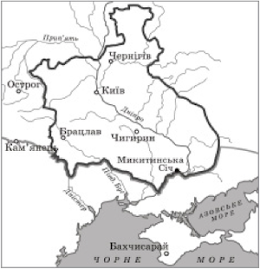 Прип'ять
Чернігів
Острог
Київ
Дніпро
Брацлав
Чигирин
Кам'янець
Микитинська
Січ
Півд. Буг
Дністер
АЗОВСЬКЕ
МОРЕ
Бахчисарай
ЧОРНЕ МОРЕ